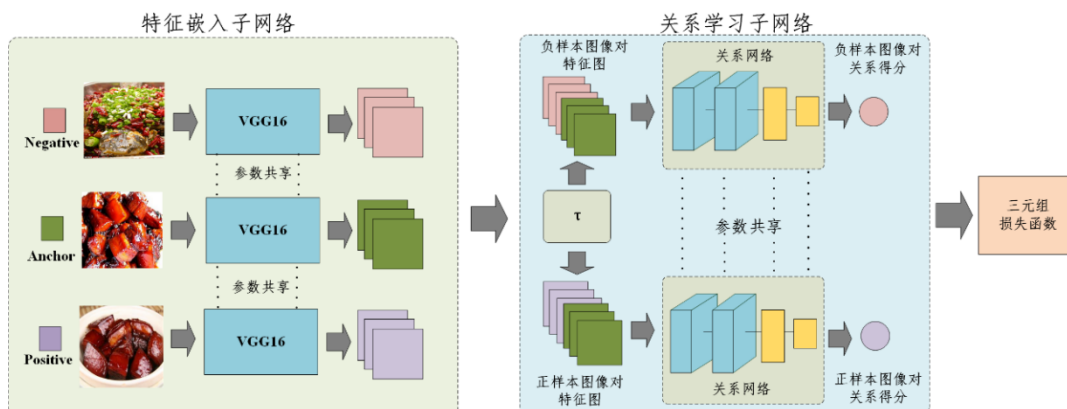 特征嵌入子网络
Negative
VGG16
参数共享
Anchor
VGG16
参数共享
Positive
VGG16
关系学习子网络
负样本图像对
特征图
关系网络
负样本图像对
关系得分
τ
参数共享
正样本图像对
特征图
关系网络
正样本图像对
关系得分
三元组
损失函数